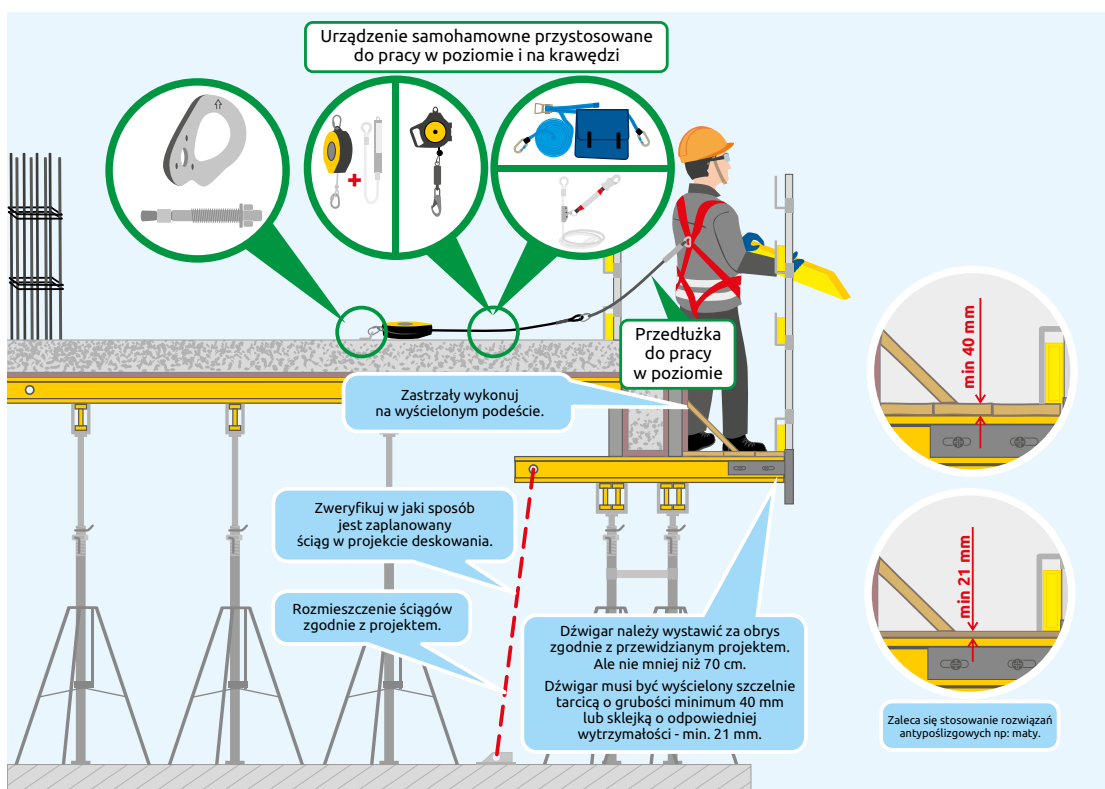 Urządzenie samohamowne przystosowane
do pracy w poziomie i na krawędzi
Przedłużka
do pracy
w poziomie
Zastrzały wykonuj
na wyścielonym podeście.
Zweryfikuj w jaki sposób
jest zaplanowany
ściąg w projekcie deskowania.
Rozmieszczenie ściągów
zgodnie z projektem.
Dźwigar należy wystawić za obrys
zgodnie z przewidzianym projektem.
Ale nie mniej niż 70 cm.
Dźwigar musi być wyścielony szczelnie
tarcicą o grubości minimum 40 mm
lub sklejką o odpowiedniej
wytrzymałości - min. 21 mm.
min 40 mm
min 21 mm
Zaleca się stosowanie rozwiązań
antypoślizgowych np: maty.